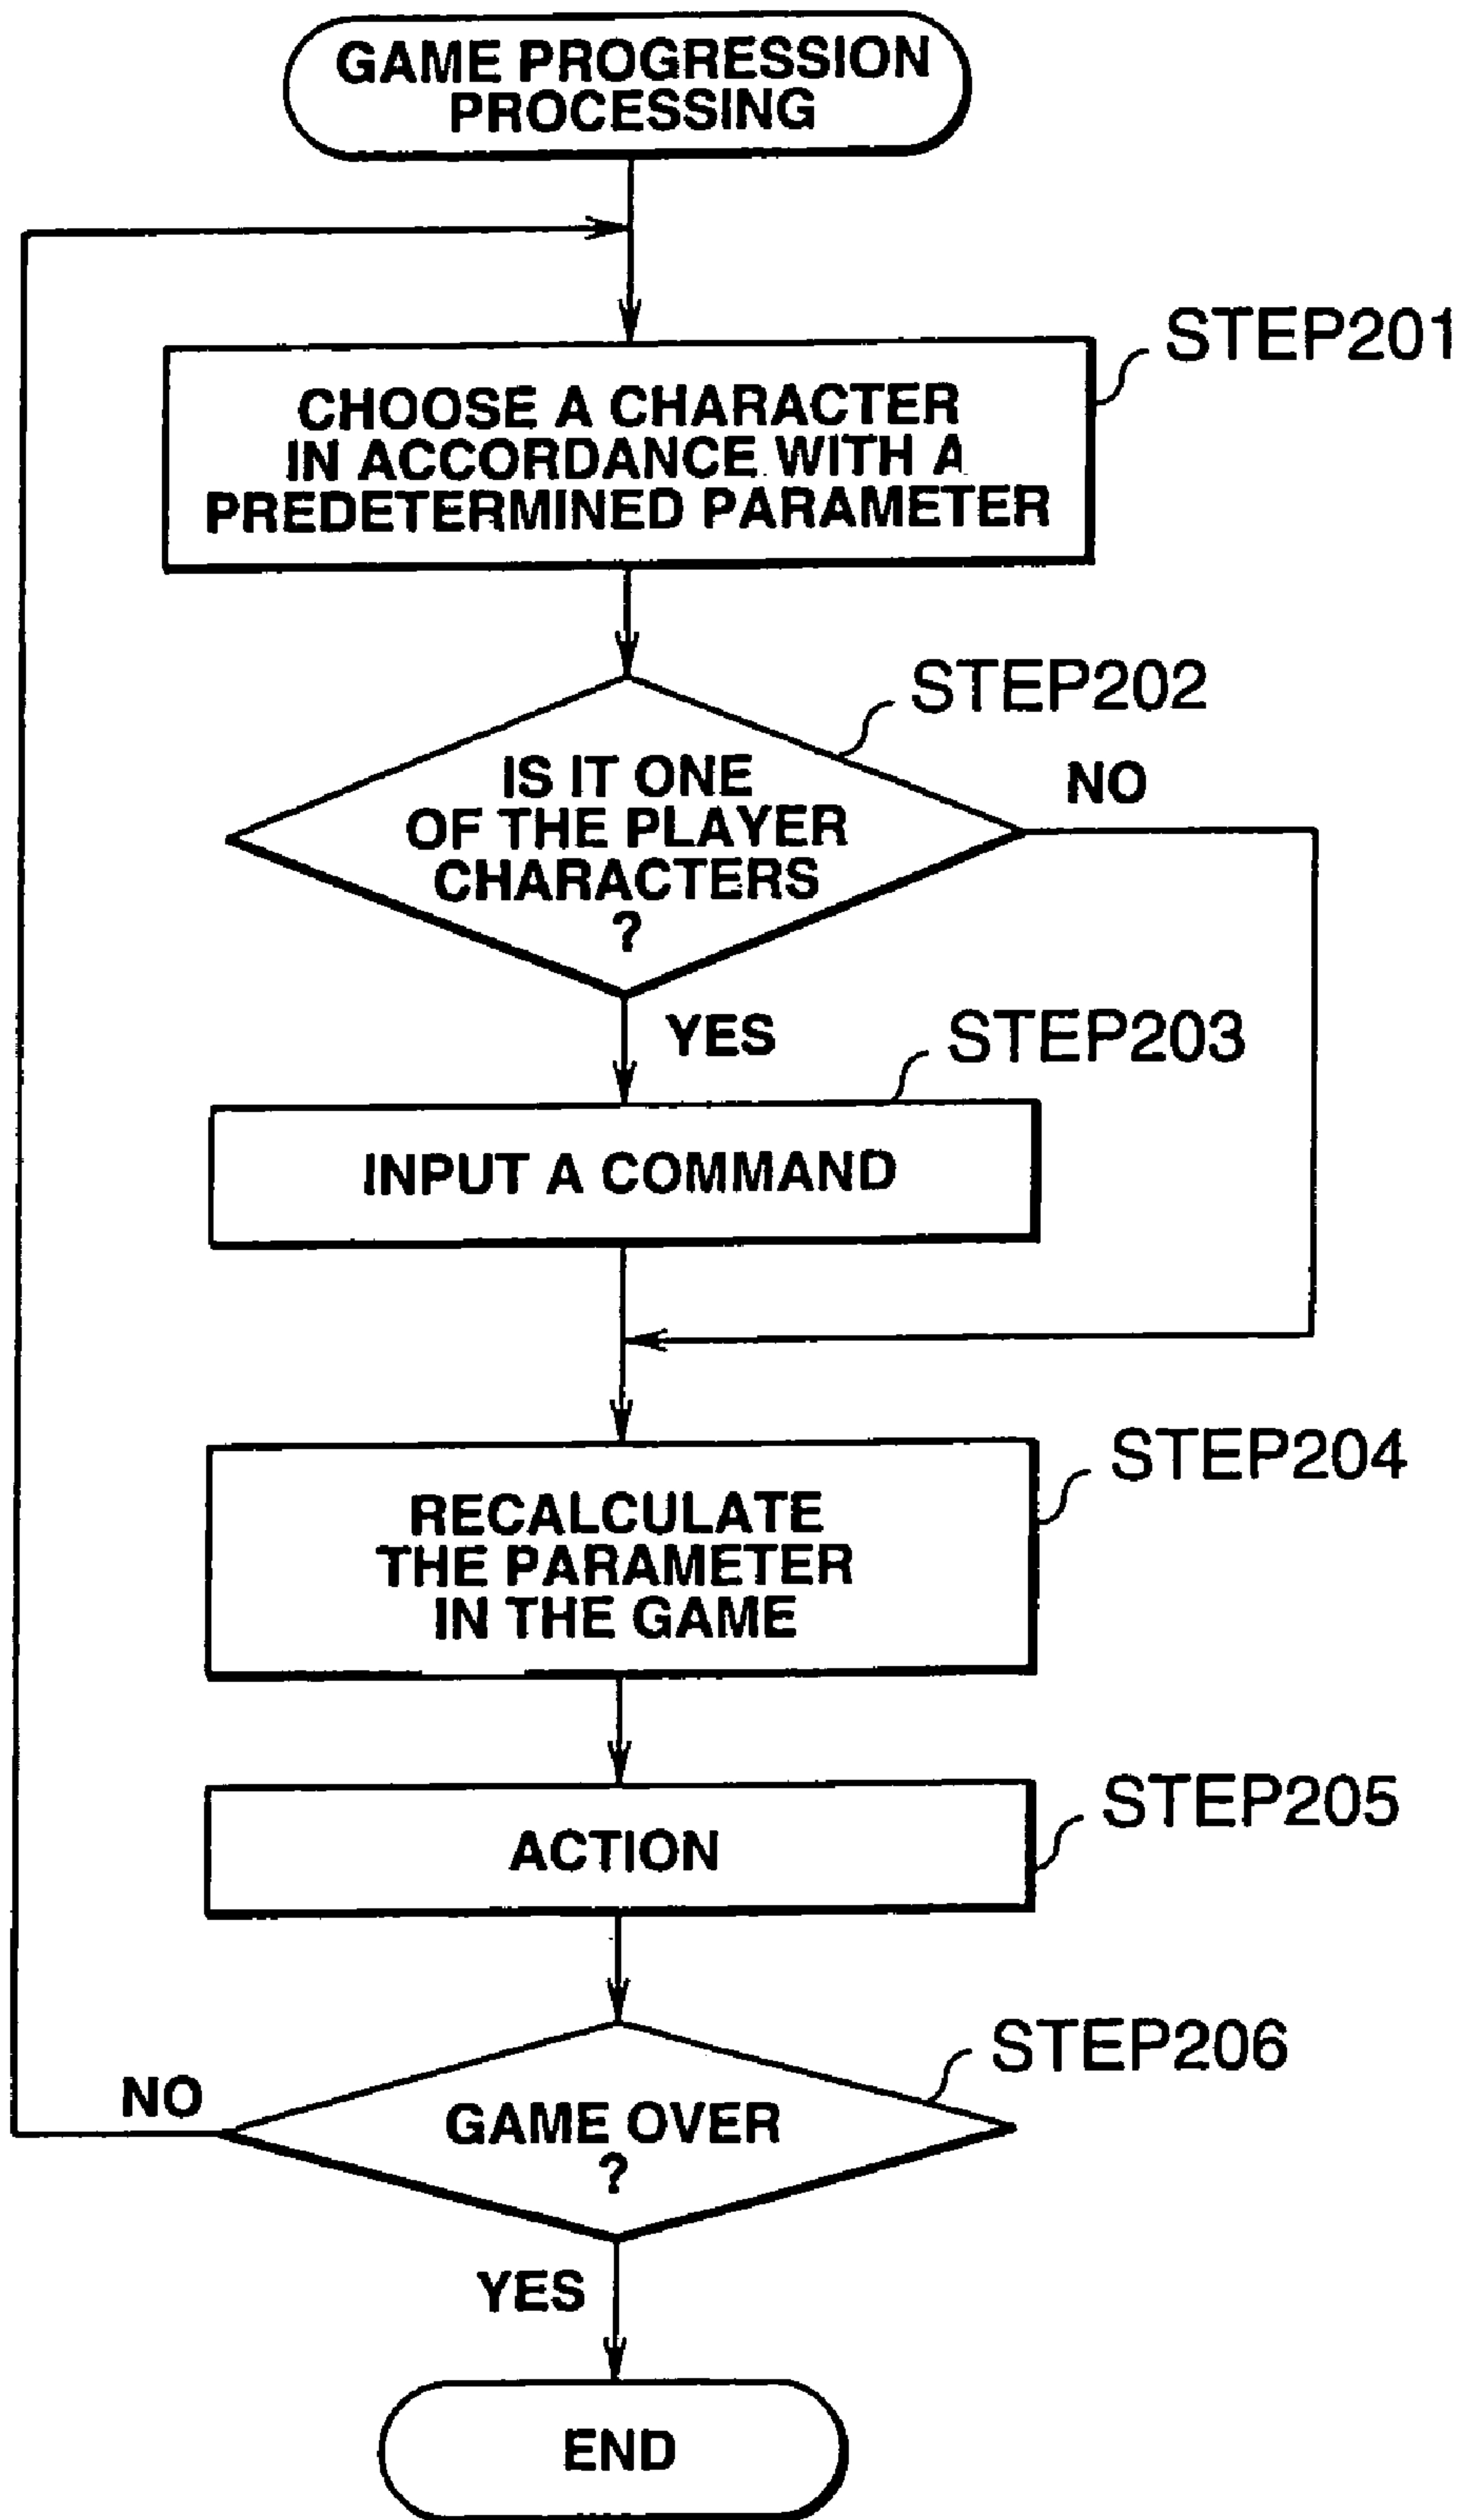 GAME PROGRESSION
PROCESSING
STEP201
CHOOSE A CHARACTER
IN ACCORDANCE WITH A
PREDETERMINED PARAMETER
STEP202
IS IT ONE
OF THE PLAYER
CHARACTERS
?
NO
YES
STEP203
INPUT A COMMAND
STEP204
RECALCULATE
THE PARAMETER
IN THE GAME
STEP205
ACTION
STEP206
NO
GAME OVER
?
YES
END